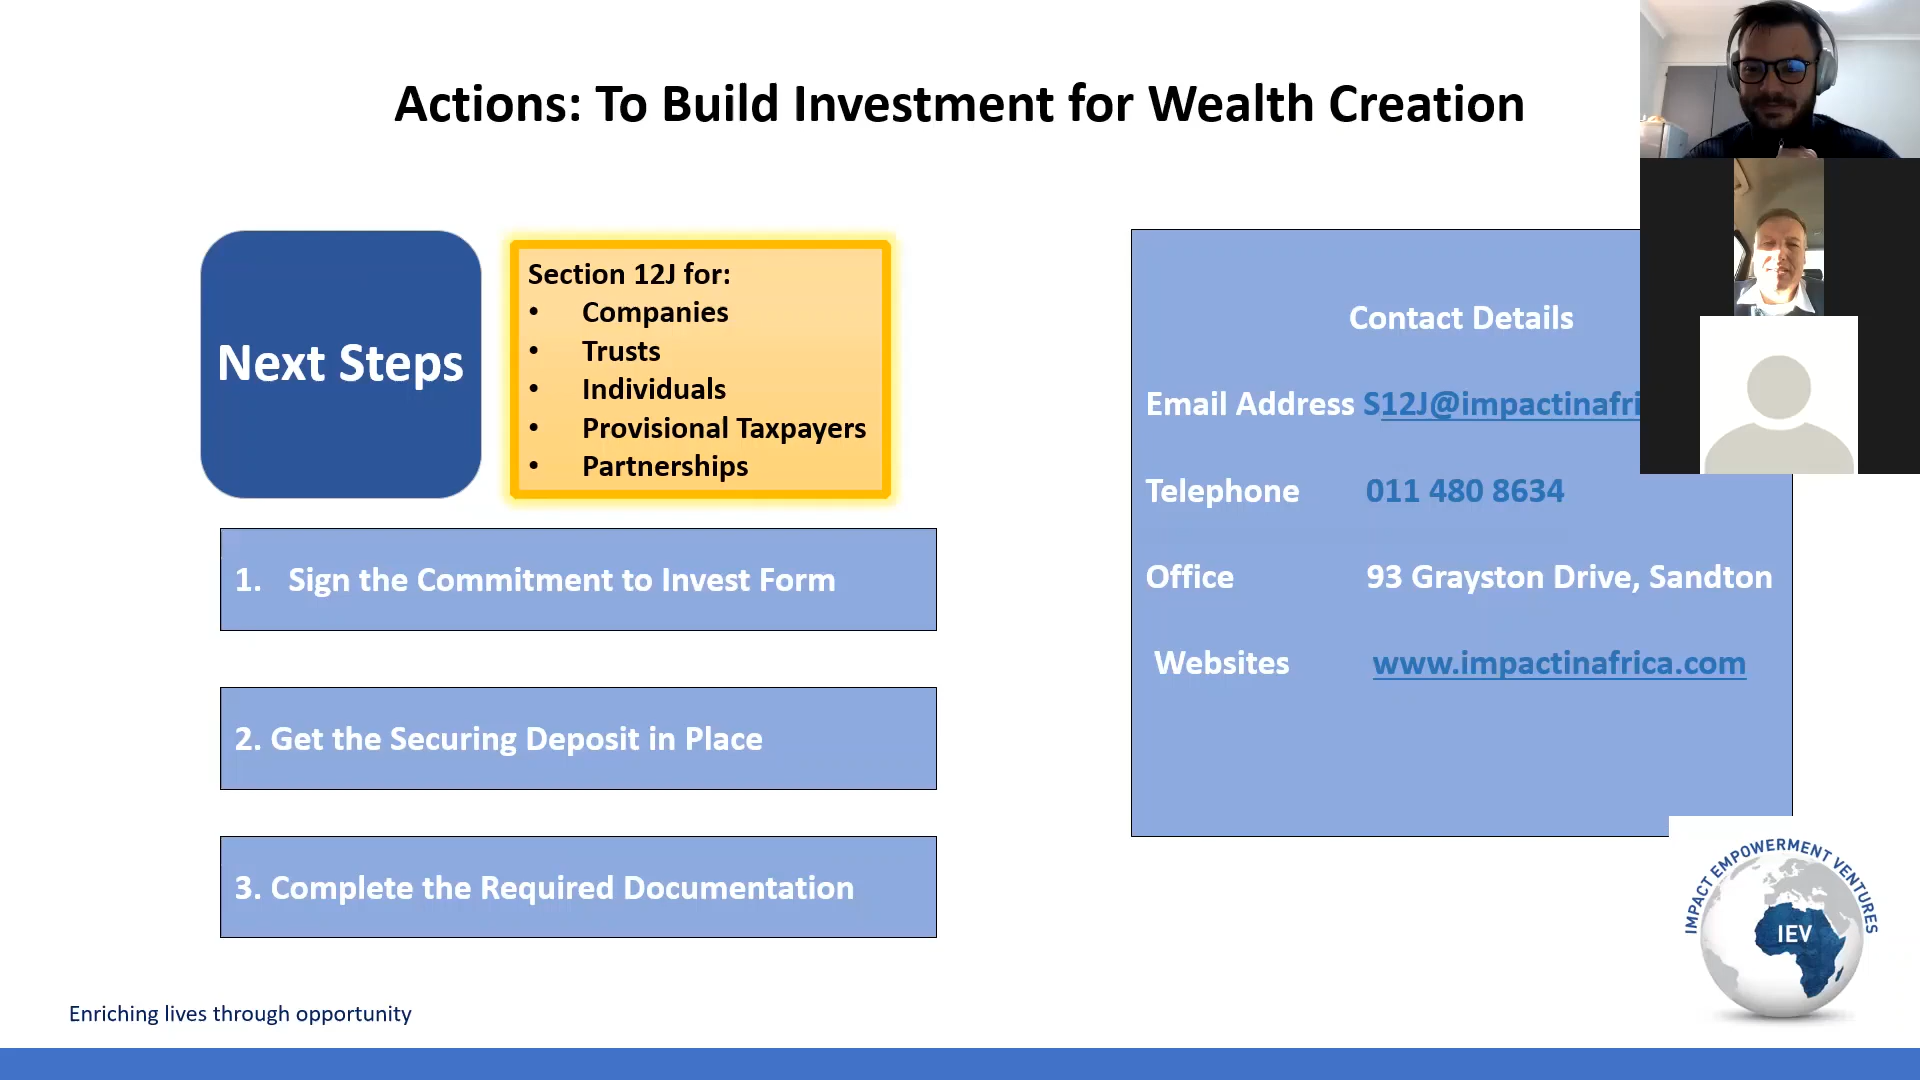 Actions: To Build Investment for Wealth Creation
Next Steps
Section 12J for:
• Companies
• Trusts
• Individuals
• Provisional Taxpayers
• Partnerships
1. Sign the Commitment to Invest Form
2. Get the Securing Deposit in Place
3. Complete the Required Documentation
Contact Details
Email Address S12J@impactinafri
Telephone 011 480 8634
Office 93 Grayston Drive, Sandton
Websites www.impactinafrica.com
IMPACT EMPOWERMENT VENTURES
IEV
Enriching lives through opportunity